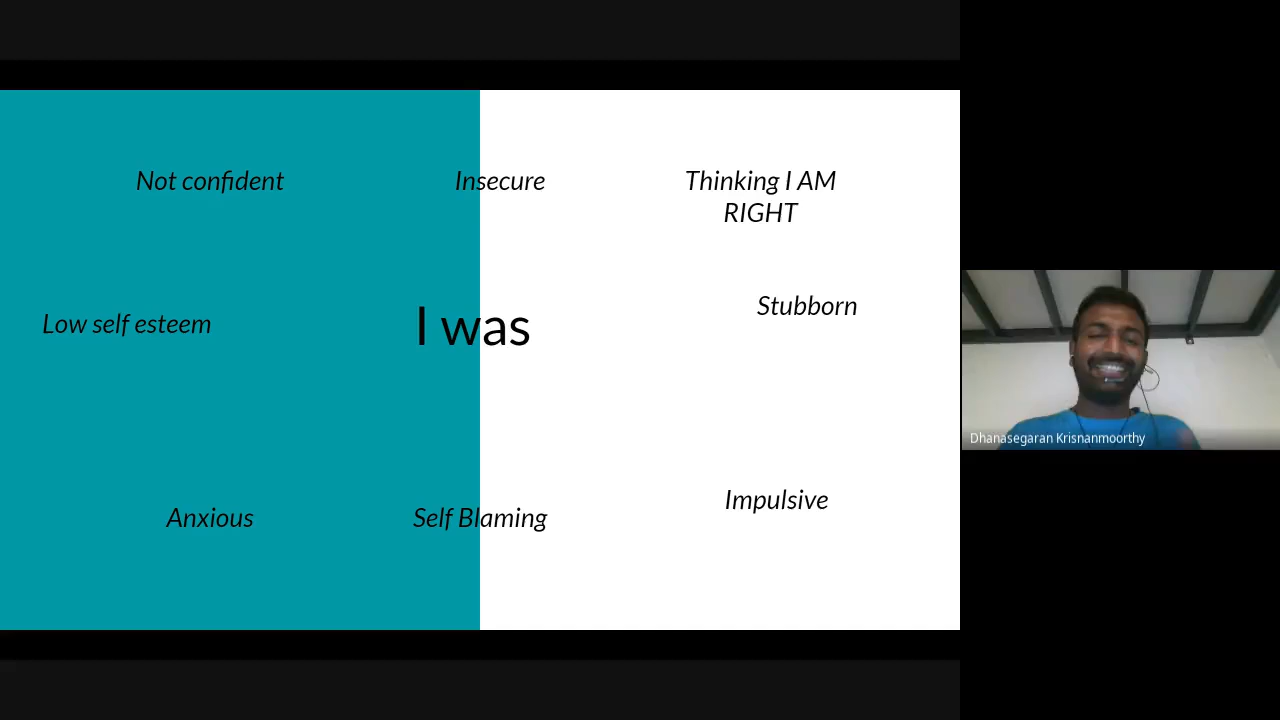 Not confident
Insecure
Thinking I AM
RIGHT
Low self esteem
I was
Stubborn
Anxious
Self Blaming
Impulsive
Dhanasegaran Krisnanmoorthy